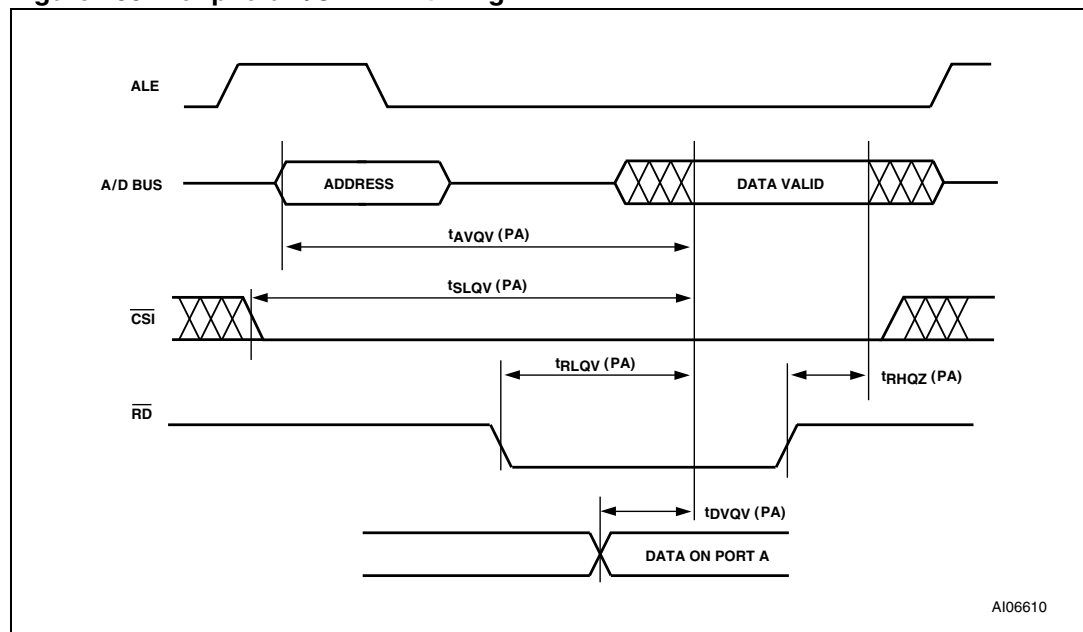 ALE
A/D BUS
ADDRESS
DATA VALID
tAVQV (PA)
tSLQV (PA)
CSI
tRLQV (PA)
tRHQZ (PA)
RD
tDVQV (PA)
DATA ON PORT A
AI06610